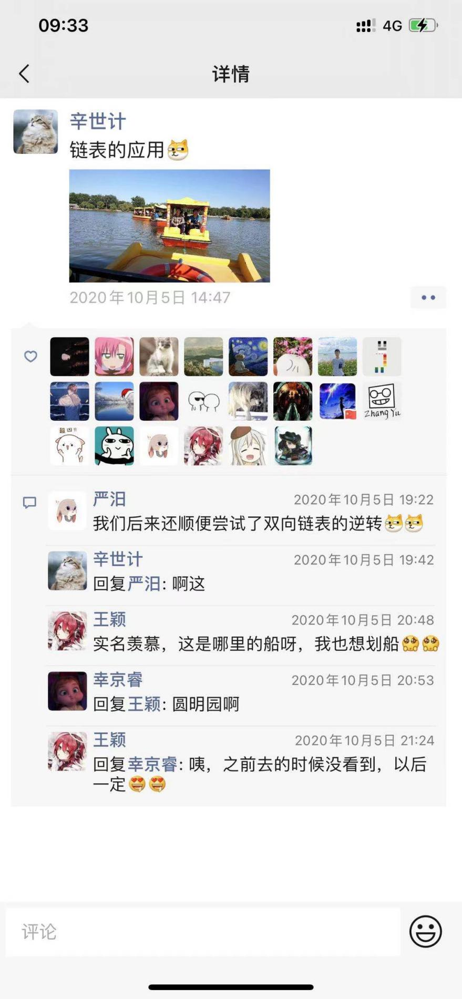 09:33
4G
详情
辛世计
链表的应用
2020年10月5日 14:47
超凶!!
Zhang Yu
严汨
2020年10月5日 19:22
我们后来还顺便尝试了双向链表的逆转
辛世计
2020年10月5日 19:42
回复严汨: 啊这
王颖
2020年10月5日 20:48
实名羡慕，这是哪里的船呀，我也想划船
幸京睿
2020年10月5日 20:53
回复王颖: 圆明园啊
王颖
2020年10月5日 21:24
回复幸京睿: 咦，之前去的时候没看到，以后
一定
评论